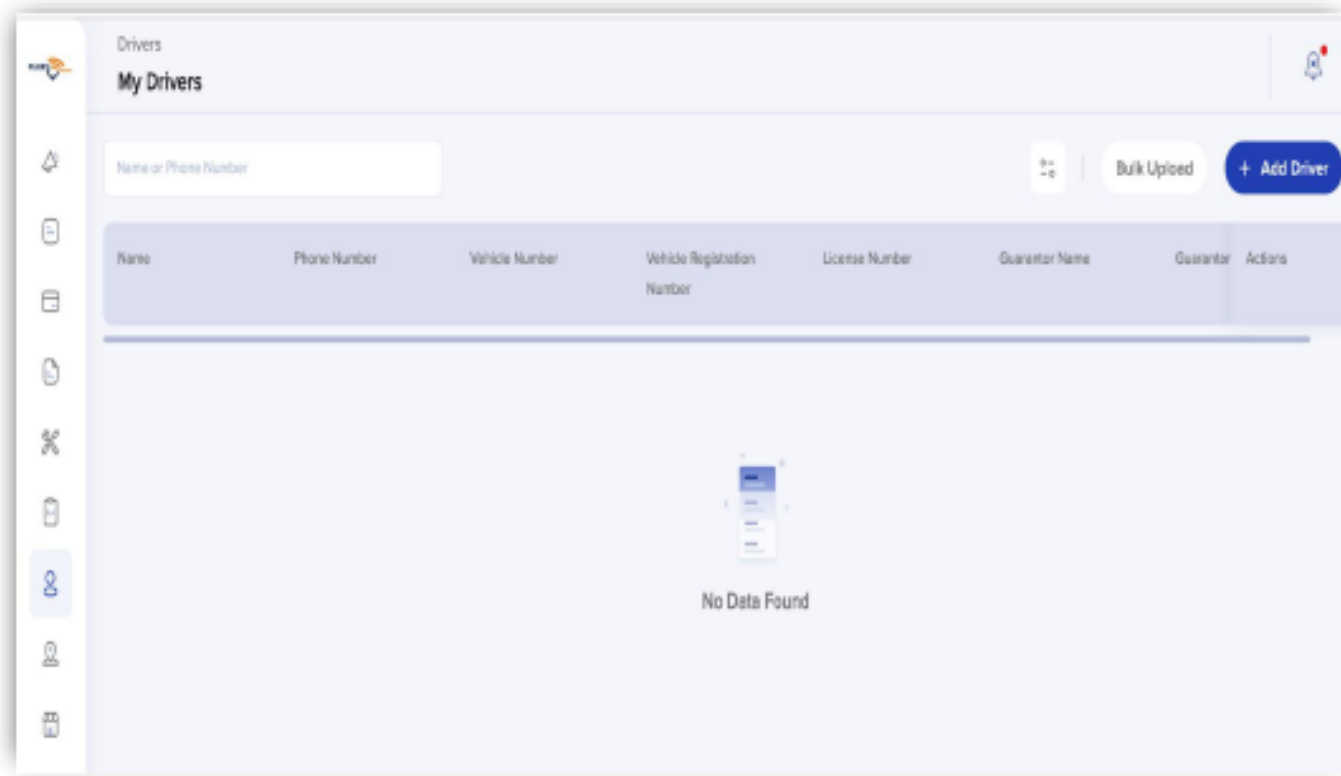 Drivers
My Drivers
Name or Phone Number
Bulk Upload
+ Add Driver
Name
Phone Number
Vehicle Number
Vehicle Registration
Number
License Number
Guarantor Name
Guarantor
Actions
No Data Found